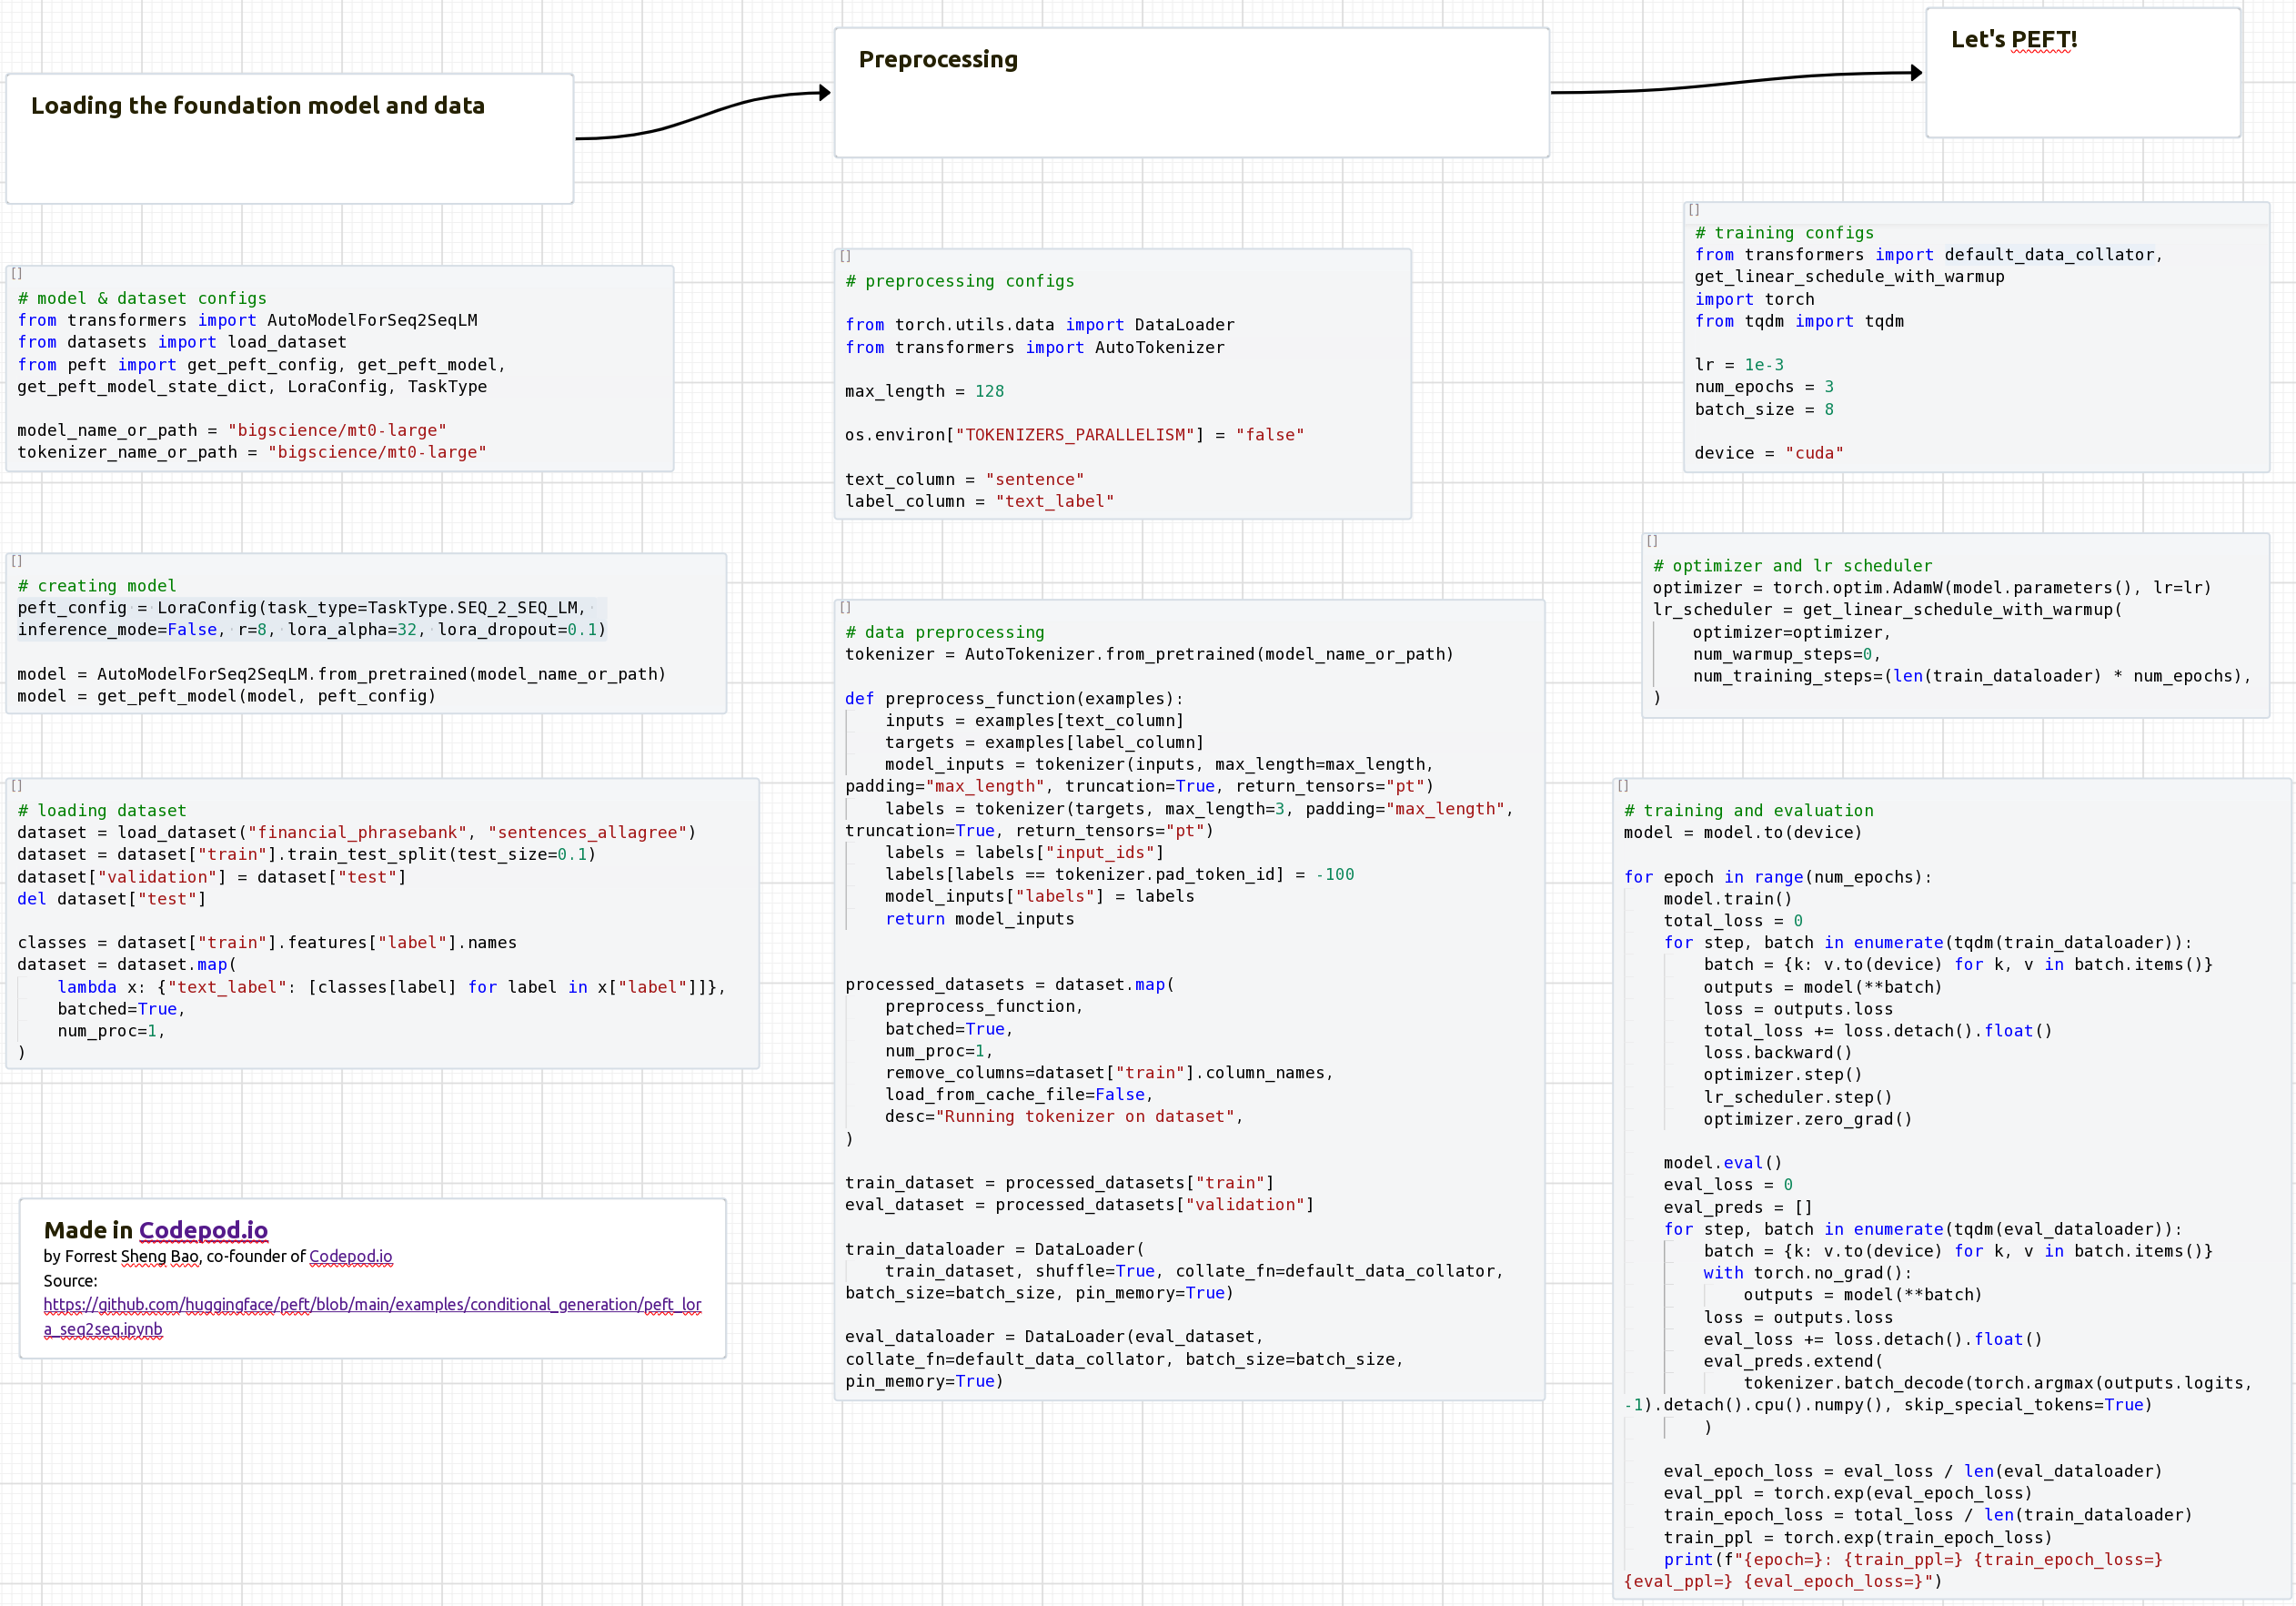 Loading the foundation model and data
[]
# model & dataset configs
from transformers import AutoModelForSeq2SeqLM
from datasets import load_dataset
from peft import get_peft_config, get_peft_model,
get_peft_model_state_dict, LoraConfig, TaskType
model_name_or_path = "bigscience/mt0-large"
tokenizer_name_or_path = "bigscience/mt0-large"
[]
# creating model
peft_config = LoraConfig(task_type=TaskType.SEQ_2_SEQ_LM,
inference_mode=False, r=8, lora_alpha=32, lora_dropout=0.1)
model = AutoModelForSeq2SeqLM.from_pretrained(model_name_or_path)
model = get_peft_model(model, peft_config)
[]
# loading dataset
dataset = load_dataset("financial_phrasebank", "sentences_allagree")
dataset = dataset["train"].train_test_split(test_size=0.1)
dataset["validation"] = dataset["test"]
del dataset["test"]
classes = dataset["train"].features["label"].names
dataset = dataset.map(
    lambda x: {"text_label": [classes[label] for label in x["label"]]},
    batched=True,
    num_proc=1,
)
Made in Codepod.io
by Forrest Sheng Bao, co-founder of Codepod.io
Source:
https://github.com/huggingface/peft/blob/main/examples/conditional_generation/peft_lor
a_seq2seq.ipynb
Preprocessing
[]
# preprocessing configs
from torch.utils.data import DataLoader
from transformers import AutoTokenizer
max_length = 128
os.environ["TOKENIZERS_PARALLELISM"] = "false"
text_column = "sentence"
label_column = "text_label"
[]
# data preprocessing
tokenizer = AutoTokenizer.from_pretrained(model_name_or_path)
def preprocess_function(examples):
    inputs = examples[text_column]
    targets = examples[label_column]
    model_inputs = tokenizer(inputs, max_length=max_length,
padding="max_length", truncation=True, return_tensors="pt")
    labels = tokenizer(targets, max_length=3, padding="max_length",
truncation=True, return_tensors="pt")
    labels = labels["input_ids"]
    labels[labels == tokenizer.pad_token_id] = -100
    model_inputs["labels"] = labels
    return model_inputs
processed_datasets = dataset.map(
    preprocess_function,
    batched=True,
    num_proc=1,
    remove_columns=dataset["train"].column_names,
    load_from_cache_file=False,
    desc="Running tokenizer on dataset",
)
train_dataset = processed_datasets["train"]
eval_dataset = processed_datasets["validation"]
train_dataloader = DataLoader(
    train_dataset, shuffle=True, collate_fn=default_data_collator,
batch_size=batch_size, pin_memory=True)
eval_dataloader = DataLoader(eval_dataset,
collate_fn=default_data_collator, batch_size=batch_size,
pin_memory=True)
Let's PEFT!
[]
# training configs
from transformers import default_data_collator,
get_linear_schedule_with_warmup
import torch
from tqdm import tqdm
lr = 1e-3
num_epochs = 3
batch_size = 8
device = "cuda"
[]
# optimizer and lr scheduler
optimizer = torch.optim.AdamW(model.parameters(), lr=lr)
lr_scheduler = get_linear_schedule_with_warmup(
    optimizer=optimizer,
    num_warmup_steps=0,
    num_training_steps=(len(train_dataloader) * num_epochs),
)
[]
# training and evaluation
model = model.to(device)
for epoch in range(num_epochs):
    model.train()
    total_loss = 0
    for step, batch in enumerate(tqdm(train_dataloader)):
        batch = {k: v.to(device) for k, v in batch.items()}
        outputs = model(**batch)
        loss = outputs.loss
        total_loss += loss.detach().float()
        loss.backward()
        optimizer.step()
        lr_scheduler.step()
        optimizer.zero_grad()
    model.eval()
    eval_loss = 0
    eval_preds = []
    for step, batch in enumerate(tqdm(eval_dataloader)):
        batch = {k: v.to(device) for k, v in batch.items()}
        with torch.no_grad():
            outputs = model(**batch)
        loss = outputs.loss
        eval_loss += loss.detach().float()
        eval_preds.extend(
            tokenizer.batch_decode(torch.argmax(outputs.logits,
-1).detach().cpu().numpy(), skip_special_tokens=True)
        )
    eval_epoch_loss = eval_loss / len(eval_dataloader)
    eval_ppl = torch.exp(eval_epoch_loss)
    train_epoch_loss = total_loss / len(train_dataloader)
    train_ppl = torch.exp(train_epoch_loss)
    print(f"{epoch=}: {train_ppl=} {train_epoch_loss=}
{eval_ppl=} {eval_epoch_loss=}")